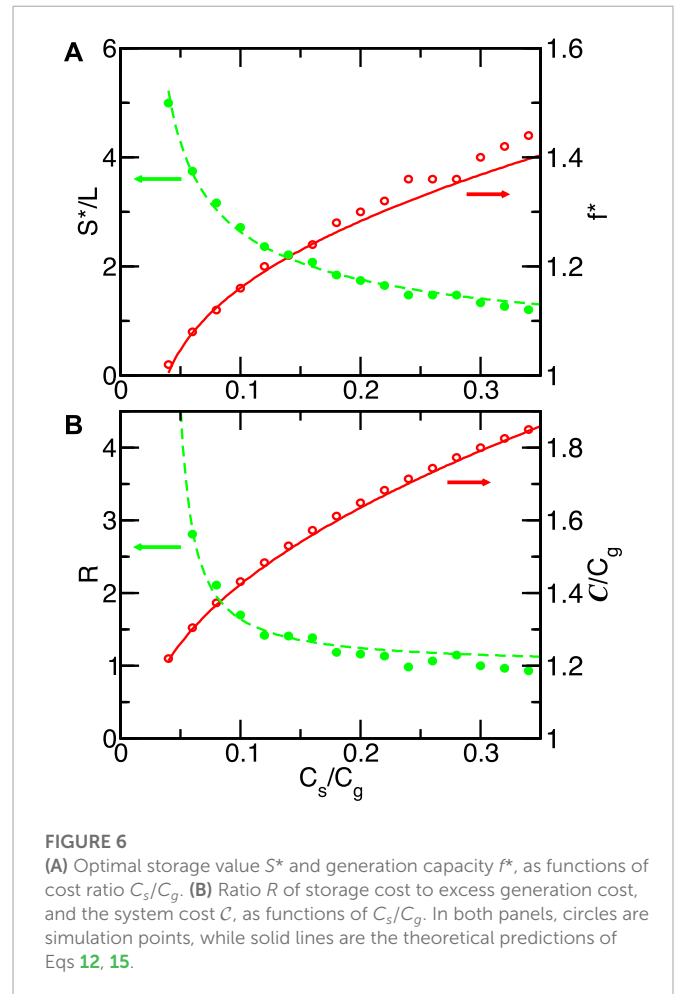 A
6
1.6
4
1.4
S*/L
f*
2
1.2
0
1
0
0.1
0.2
0.3
B
4
1.8
3
1.6
R
C/Cg
2
1.4
1
1.2
0
1
0
0.1
0.2
0.3
Cs/Cg
FIGURE 6
(A) Optimal storage value S* and generation capacity f*, as functions of
cost ratio Cs/Cg. (B) Ratio R of storage cost to excess generation cost,
and the system cost C, as functions of Cs/Cg. In both panels, circles are
simulation points, while solid lines are the theoretical predictions of
Eqs 12, 15.